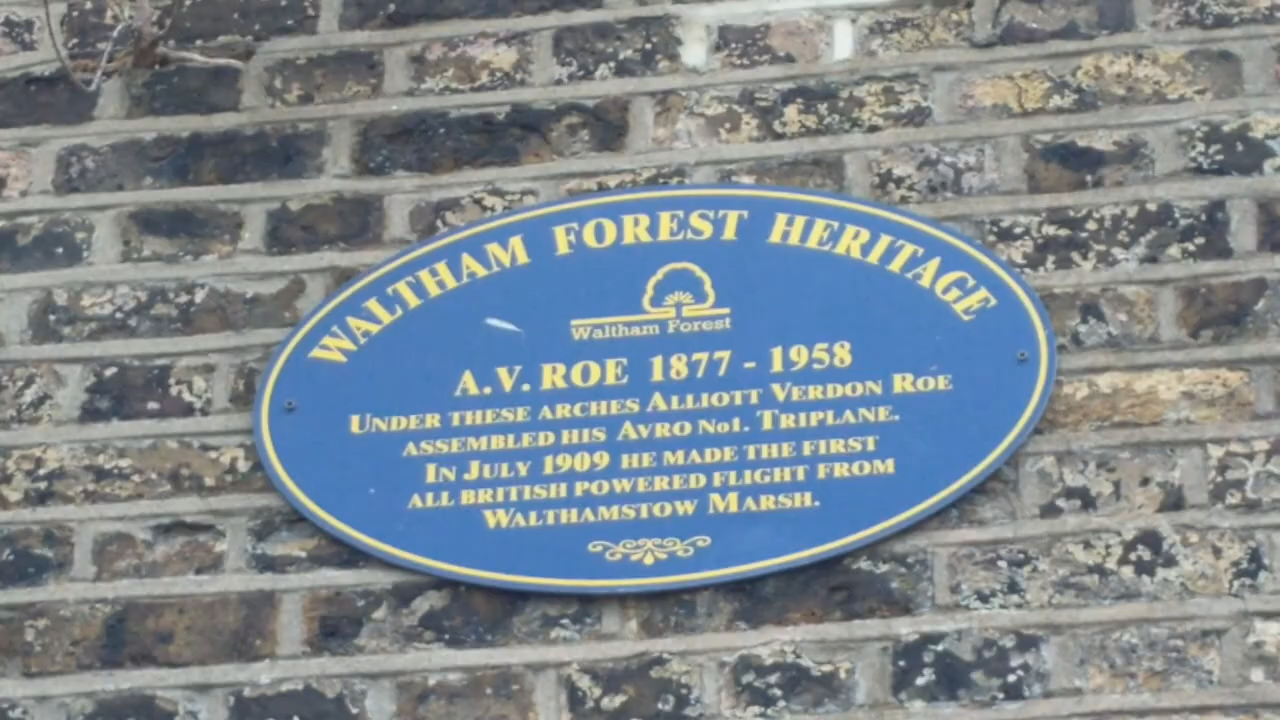 WALTHAM FOREST HERITAGE
Waltham Forest
A.V. ROE 1877 - 1958
UNDER THESE ARCHES ALLIOTT VERDON ROE
ASSEMBLED HIS AVRO No1. TRIPLANE.
IN JULY 1909 HE MADE THE FIRST
ALL BRITISH POWERED FLIGHT FROM
WALTHAMSTOW MARSH.